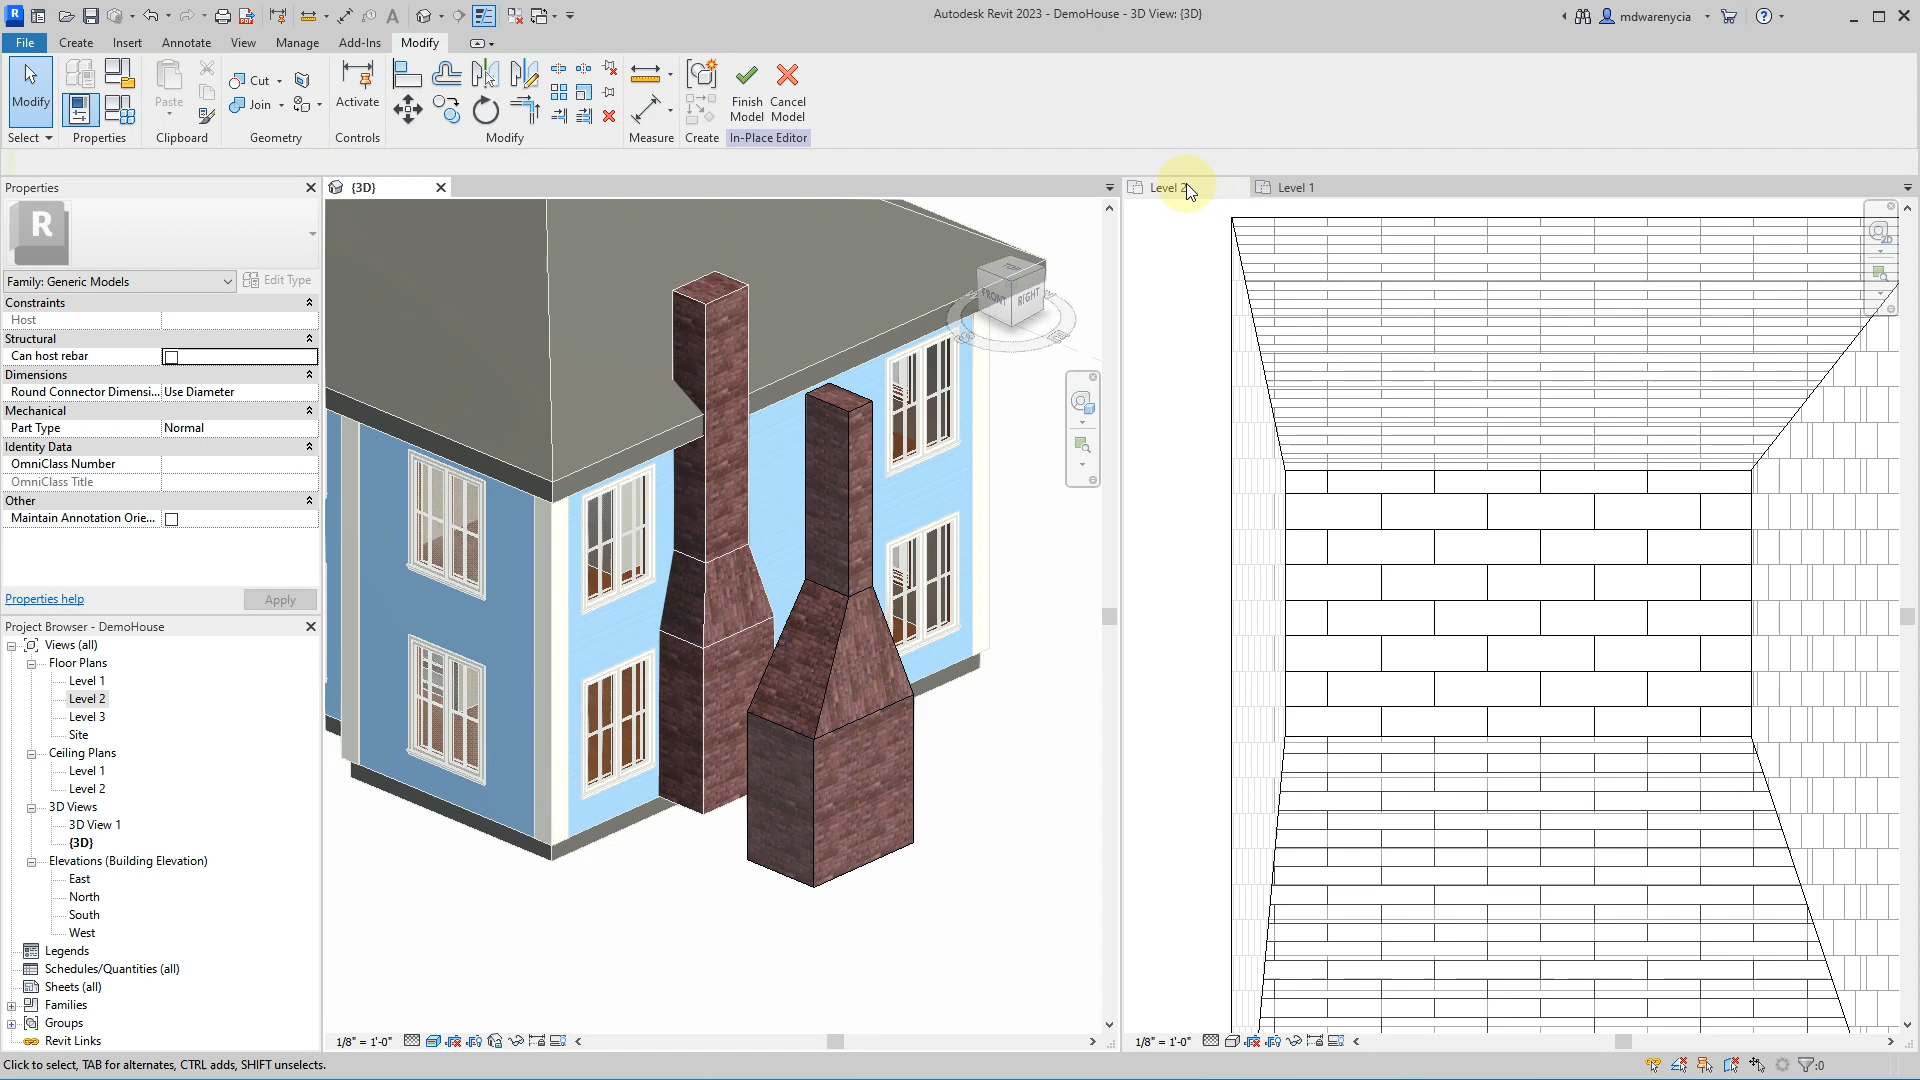 Autodesk Revit 2023 - DemoHouse - 3D View: {3D}
mdwarenycia
File Create Insert Annotate Structure View Manage Add-Ins Modify
Modify
Paste
Cut
Join
Activate
Finish Model
Cancel Model
Select Properties Clipboard Geometry Controls Modify Measure Create In-Place Editor
Properties
{3D}
Level 2
Level 1
R
Family: Generic Models
Edit Type
Constraints
Host
Structural
Can host rebar
Dimensions
Round Connector Dimensi... Use Diameter
Mechanical
Part Type Normal
Identity Data
OmniClass Number
OmniClass Title
Other
Maintain Annotation Orie...
Properties help
Apply
Project Browser - DemoHouse
Views (all)
Floor Plans
Level 1
Level 2
Level 3
Site
Ceiling Plans
Level 1
Level 2
3D Views
3D View 1
{3D}
Elevations (Building Elevation)
East
North
South
West
Legends
Schedules/Quantities (all)
Sheets (all)
Families
Groups
Revit Links
TOP
FRONT
RIGHT
2D
1/8" = 1'-0"
1/8" = 1'-0"
Click to select, TAB for alternates, CTRL adds, SHIFT unselects.
:0